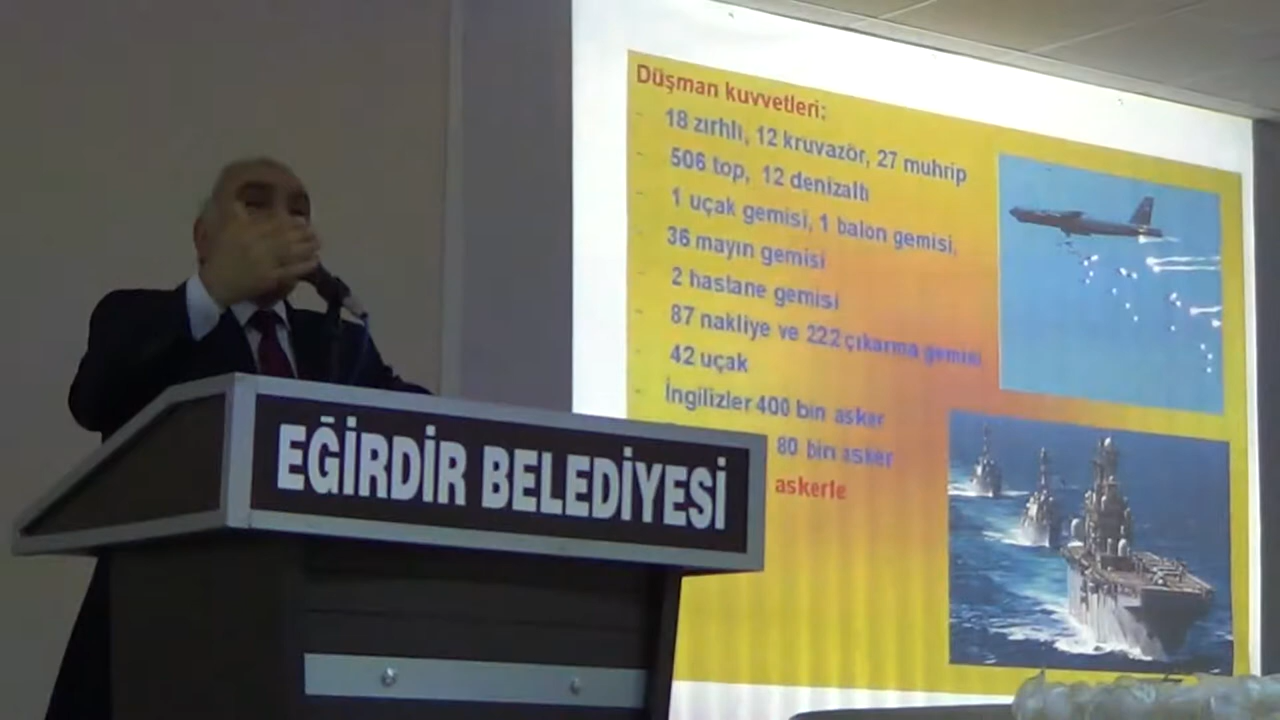 Düşman kuvvetleri:
- 18 zırhlı, 12 kruvazör, 27 muhrip
- 506 top, 12 denizaltı
- 1 uçak gemisi, 1 balon gemisi,
36 mayın gemisi
- 2 hastane gemisi
- 87 nakliye ve 222 çıkarma gemisi
- 42 uçak
- İngilizler 400 bin asker
80 bin asker
askerle
EĞİRDİR BELEDİYESİ